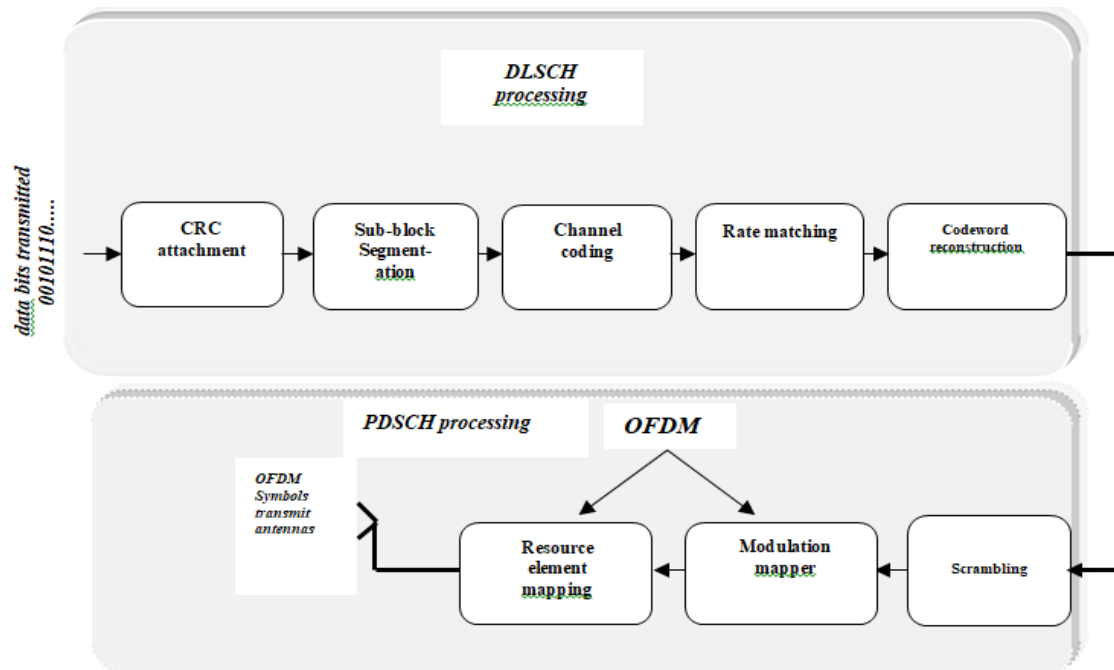 DLSCH
processing
data bits transmitted
00101110.....
CRC
attachment
Sub-block
Segment-
ation
Channel
coding
Rate matching
Codeword
reconstruction
PDSCH processing
OFDM
OFDM
Symbols
transmit
antennas
Resource
element
mapping
Modulation
mapper
Scrambling